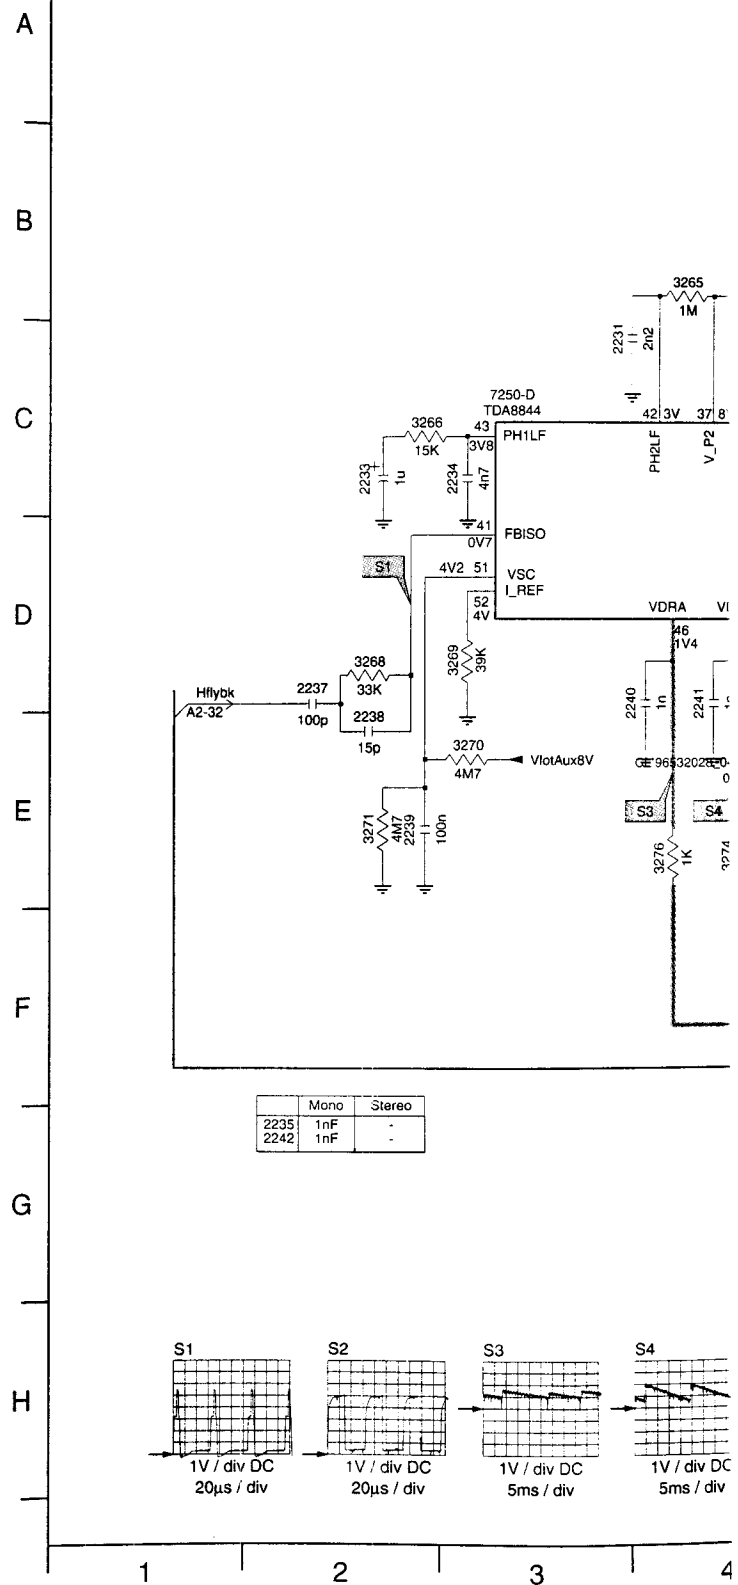 A
B
C
D
E
F
G
H
3265
1M
2231
2n2
7250-D
TDA8844
42 3V
37 8
PH2LF
V_P2
3266
15K
43
3V8
PH1LF
2233
+
1u
2234
4n7
41
0V7
FBISO
S1
4V2 51
VSC
I_REF
52
4V
VDRA
46
1V4
3269
39K
3268
33K
Hflybk
A2-32
2237
100p
2238
15p
2240
1n
2241
3270
4M7
VlotAux8V
3271
4M7
2239
100n
S3
S4
3276
1K
3274
Mono Stereo
2235 1nF -
2242 1nF -
S1
1V / div DC
20µs / div
S2
1V / div DC
20µs / div
S3
1V / div DC
5ms / div
S4
1V / div DC
5ms / div
1
2
3
4